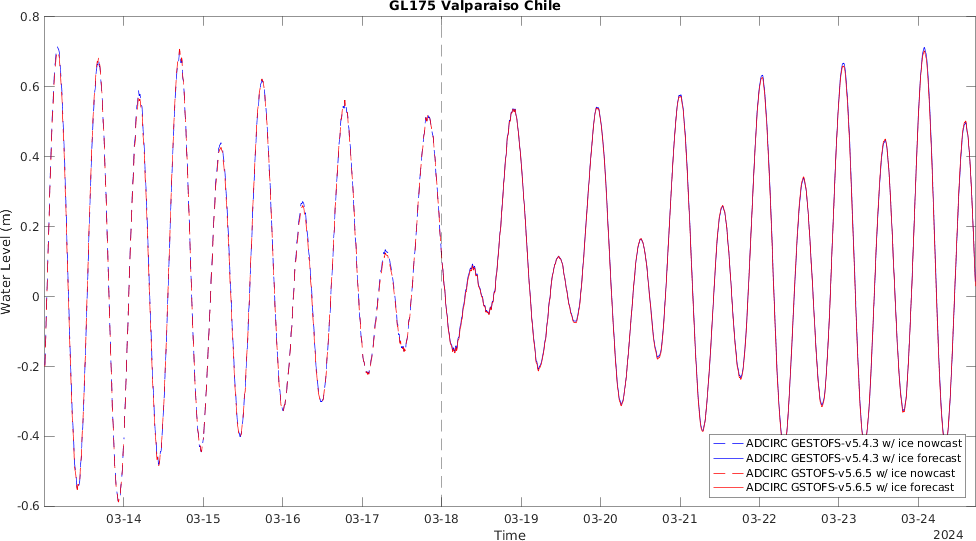 GL175 Valparaiso Chile
0.8
0.6
0.4
0.2
0
-0.2
-0.4
-0.6
Water Level (m)
03-14 03-15 03-16 03-17 03-18 03-19 03-20 03-21 03-22 03-23 03-24
Time
2024
ADCIRC GESTOFS-v5.4.3 w/ ice nowcast
ADCIRC GESTOFS-v5.4.3 w/ ice forecast
ADCIRC GSTOFS-v5.6.5 w/ ice nowcast
ADCIRC GSTOFS-v5.6.5 w/ ice forecast